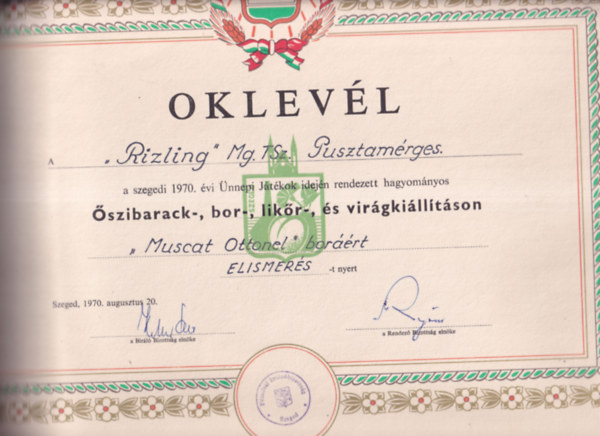 OKLEVÉL
A „Rizling" Mg. TSz. Pusztamérges.
a szegedi 1970. évi Ünnepi Játékok idején rendezett hagyományos
Őszibarack-, bor-, likőr-, és virágkiállításon
„Muscat Ottonel" boráért
ELISMERÉS -t nyert
Szeged, 1970. augusztus 20.
a Bíráló Bizottság elnöke
a Rendező Bizottság elnöke
Szeged